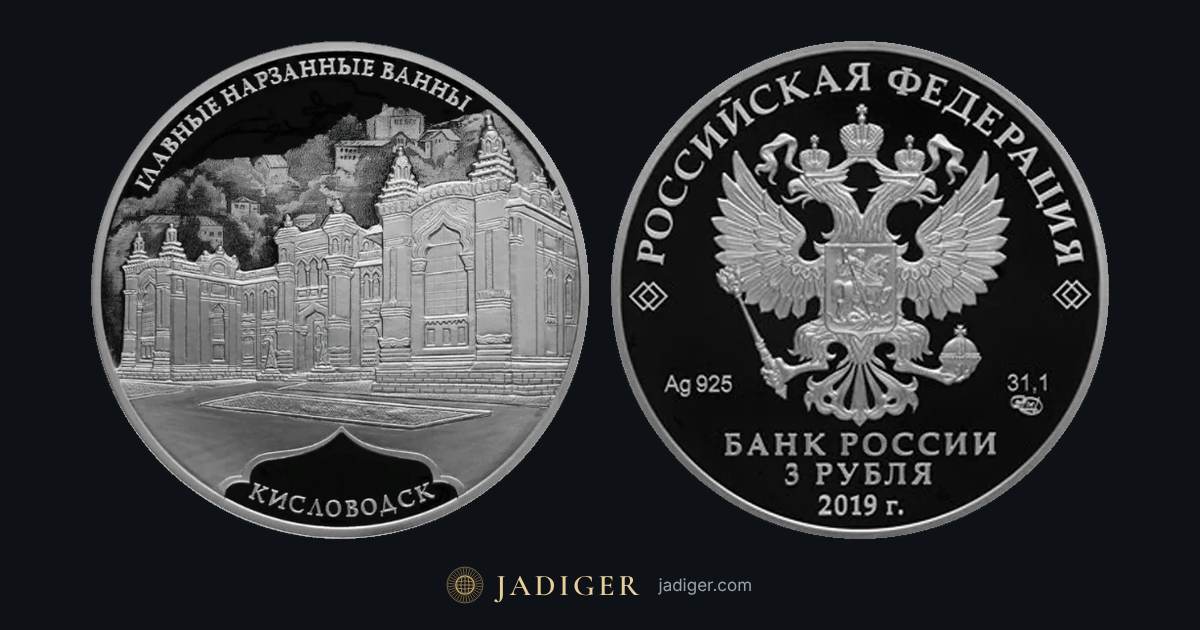 ГЛАВНЫЕ НАРЗАННЫЕ ВАННЫ
КИСЛОВОДСК
РОССИЙСКАЯ ФЕДЕРАЦИЯ
Ag 925
31,1
БАНК РОССИИ
3 РУБЛЯ
2019 г.
JADIGER
jadiger.com